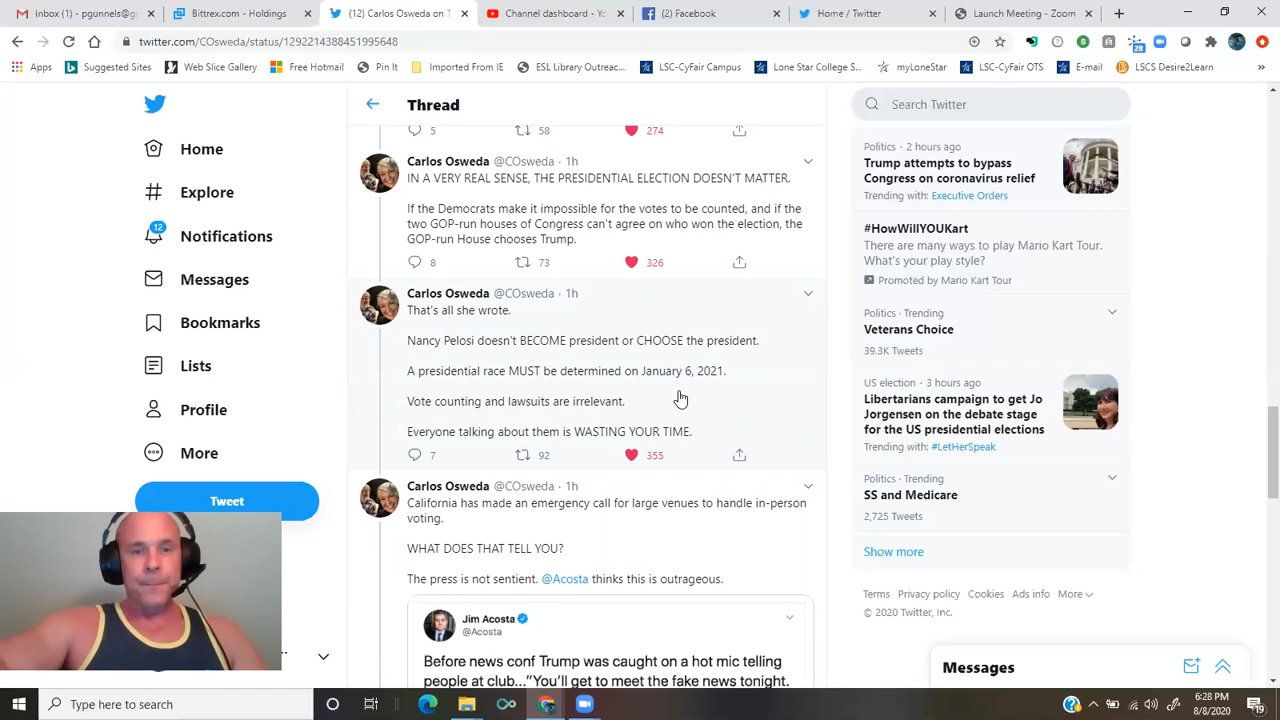 Inbox (1) - pgunnels@gr
Bittrex.com - Holdings
(12) Carlos Osweda on T
Channel dashboard - Yo
(2) Facebook
Home / Twitter
Launch Meeting - Zoom
twitter.com/COsweda/status/1292214388451995648
28
Apps
Suggested Sites
Web Slice Gallery
Free Hotmail
Pin It
Imported From IE
ESL Library Outreac...
LSC-CyFair Campus
Lone Star College S...
myLoneStar
LSC-CyFair OTS
E-mail
LSCS Desire2Learn
Home
Explore
12
Notifications
Messages
Bookmarks
Lists
Profile
More
Tweet
Thread
5 58 274
Carlos Osweda @COsweda · 1h
IN A VERY REAL SENSE, THE PRESIDENTIAL ELECTION DOESN'T MATTER.
If the Democrats make it impossible for the votes to be counted, and if the
two GOP-run houses of Congress can't agree on who won the election, the
GOP-run House chooses Trump.
8 73 326
Carlos Osweda @COsweda · 1h
That's all she wrote.
Nancy Pelosi doesn't BECOME president or CHOOSE the president.
A presidential race MUST be determined on January 6, 2021.
Vote counting and lawsuits are irrelevant.
Everyone talking about them is WASTING YOUR TIME.
7 92 355
Carlos Osweda @COsweda · 1h
California has made an emergency call for large venues to handle in-person
voting.
WHAT DOES THAT TELL YOU?
The press is not sentient. @Acosta thinks this is outrageous.
Jim Acosta
@Acosta
Before news conf Trump was caught on a hot mic telling
people at club..."You'll get to meet the fake news tonight.
Search Twitter
Politics · 2 hours ago
Trump attempts to bypass
Congress on coronavirus relief
Trending with: Executive Orders
#HowWillYOUKart
There are many ways to play Mario Kart Tour.
What's your play style?
Promoted by Mario Kart Tour
Politics · Trending
Veterans Choice
39.3K Tweets
US election · 3 hours ago
Libertarians campaign to get Jo
Jorgensen on the debate stage
for the US presidential elections
Trending with: #LetHerSpeak
Politics · Trending
SS and Medicare
2,725 Tweets
Show more
Terms Privacy policy Cookies Ads info More
© 2020 Twitter, Inc.
Messages
Type here to search
6:28 PM
8/8/2020
19